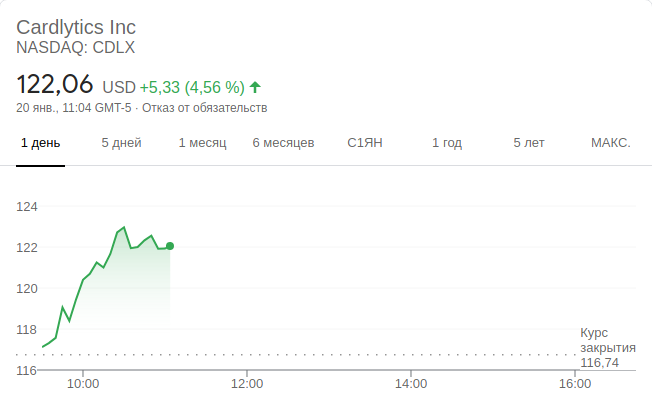 Cardlytics Inc
NASDAQ: CDLX
122,06 USD +5,33 (4,56 %)
20 янв., 11:04 GMT-5 · Отказ от обязательств
1 день 5 дней 1 месяц 6 месяцев С1ЯН 1 год 5 лет МАКС.
124
122
120
118
Курс
закрытия
116,74
116
10:00 12:00 14:00 16:00